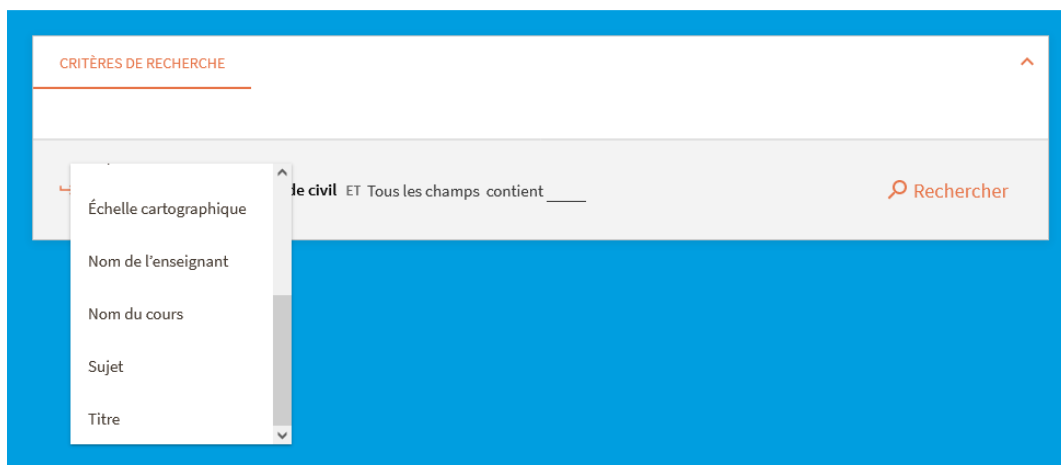 CRITÈRES DE RECHERCHE
de civil ET Tous les champs contient
Rechercher
Échelle cartographique
Nom de l'enseignant
Nom du cours
Sujet
Titre